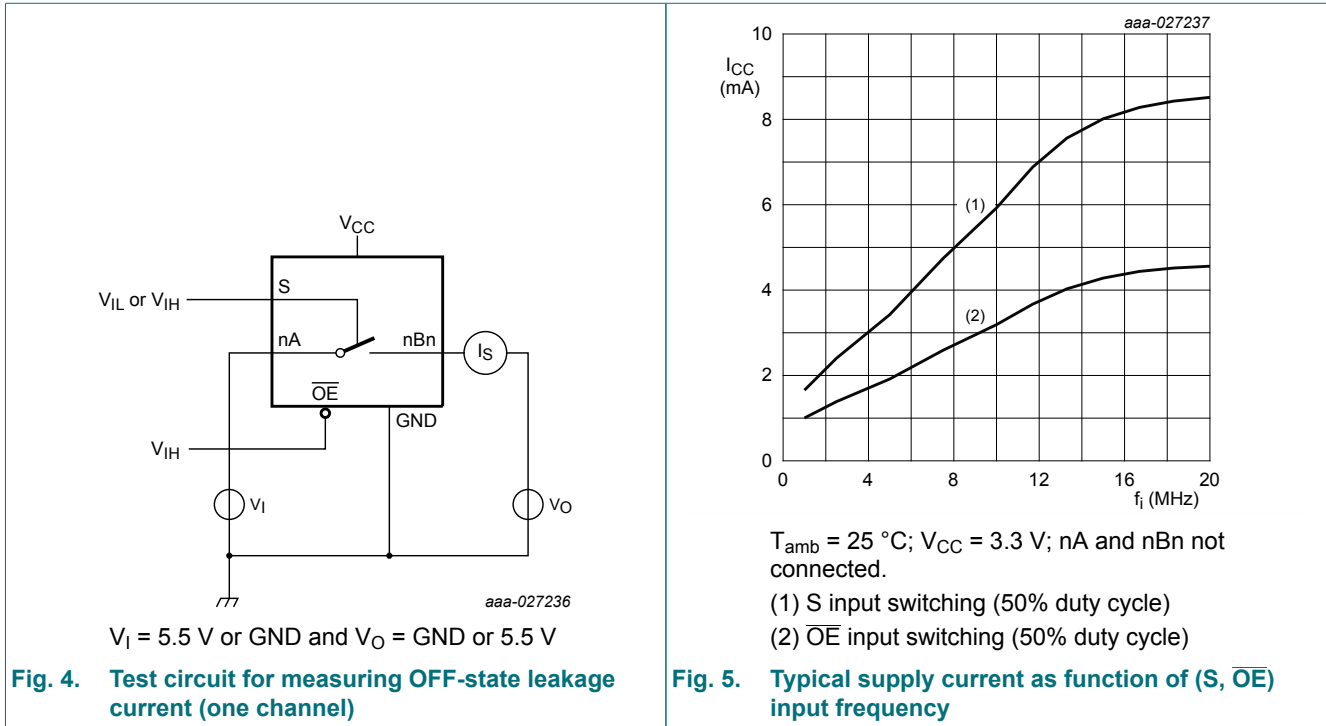 V_CC
S
V_IL or V_IH
nA
nBn
I_S
O̅E̅
GND
V_IH
V_I
V_O
aaa-027236
V_I = 5.5 V or GND and V_O = GND or 5.5 V
Fig. 4. Test circuit for measuring OFF-state leakage
current (one channel)
aaa-027237
10
I_CC
(mA)
8
6
(1)
4
(2)
2
0
0 4 8 12 16 20
f_i (MHz)
T_amb = 25 °C; V_CC = 3.3 V; nA and nBn not
connected.
(1) S input switching (50% duty cycle)
(2) O̅E̅ input switching (50% duty cycle)
Fig. 5. Typical supply current as function of (S, O̅E̅)
input frequency